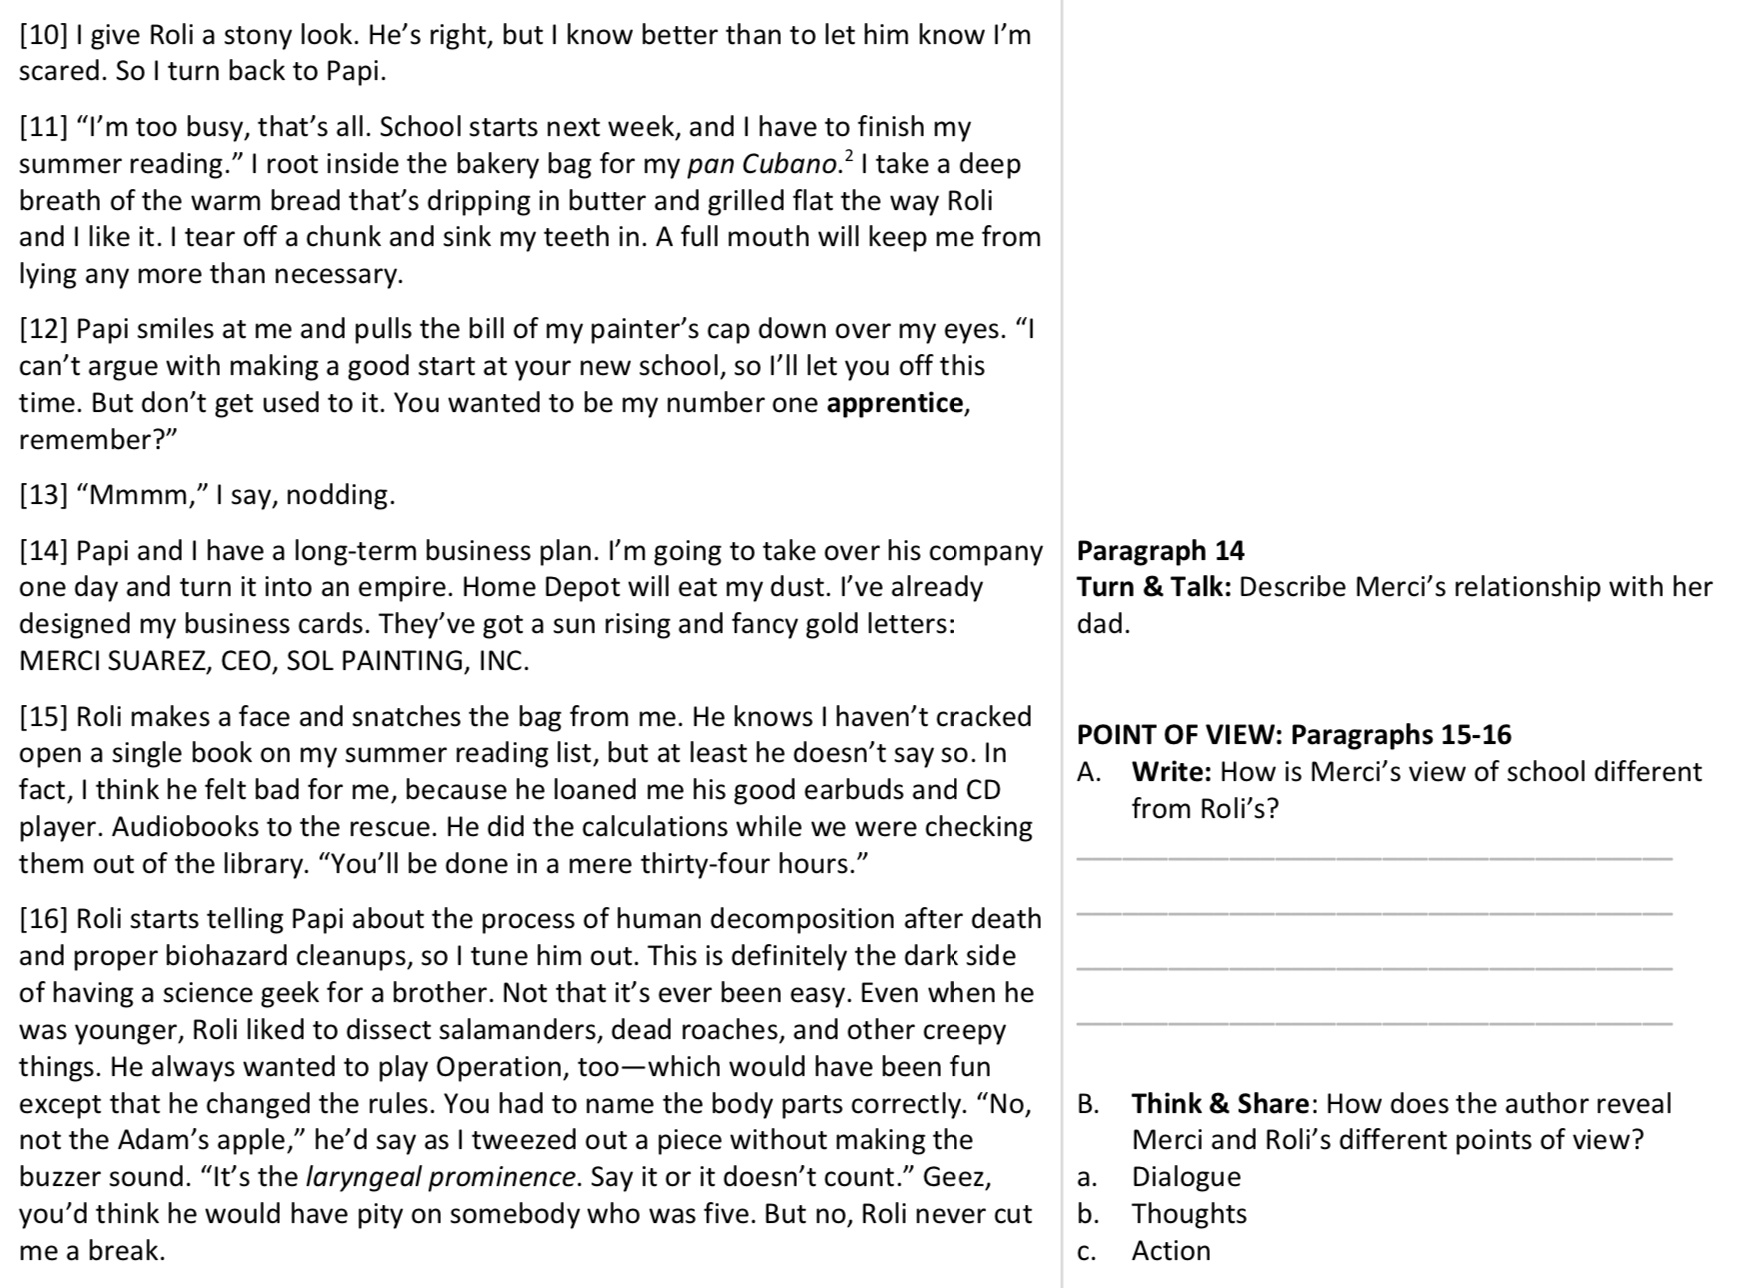 [10] I give Roli a stony look. He’s right, but I know better than to let him know I’m
scared. So I turn back to Papi.
[11] “I’m too busy, that’s all. School starts next week, and I have to finish my
summer reading.” I root inside the bakery bag for my pan Cubano.² I take a deep
breath of the warm bread that’s dripping in butter and grilled flat the way Roli
and I like it. I tear off a chunk and sink my teeth in. A full mouth will keep me from
lying any more than necessary.
[12] Papi smiles at me and pulls the bill of my painter’s cap down over my eyes. “I
can’t argue with making a good start at your new school, so I’ll let you off this
time. But don’t get used to it. You wanted to be my number one apprentice,
remember?”
[13] “Mmmm,” I say, nodding.
[14] Papi and I have a long-term business plan. I’m going to take over his company
one day and turn it into an empire. Home Depot will eat my dust. I’ve already
designed my business cards. They’ve got a sun rising and fancy gold letters:
MERCI SUAREZ, CEO, SOL PAINTING, INC.
[15] Roli makes a face and snatches the bag from me. He knows I haven’t cracked
open a single book on my summer reading list, but at least he doesn’t say so. In
fact, I think he felt bad for me, because he loaned me his good earbuds and CD
player. Audiobooks to the rescue. He did the calculations while we were checking
them out of the library. “You’ll be done in a mere thirty-four hours.”
[16] Roli starts telling Papi about the process of human decomposition after death
and proper biohazard cleanups, so I tune him out. This is definitely the dark side
of having a science geek for a brother. Not that it’s ever been easy. Even when he
was younger, Roli liked to dissect salamanders, dead roaches, and other creepy
things. He always wanted to play Operation, too—which would have been fun
except that he changed the rules. You had to name the body parts correctly. “No,
not the Adam’s apple,” he’d say as I tweezed out a piece without making the
buzzer sound. “It’s the laryngeal prominence. Say it or it doesn’t count.” Geez,
you’d think he would have pity on somebody who was five. But no, Roli never cut
me a break.
Paragraph 14
Turn & Talk: Describe Merci’s relationship with her
dad.
POINT OF VIEW: Paragraphs 15-16
A. Write: How is Merci’s view of school different
from Roli’s?
B. Think & Share: How does the author reveal
Merci and Roli’s different points of view?
a. Dialogue
b. Thoughts
c. Action